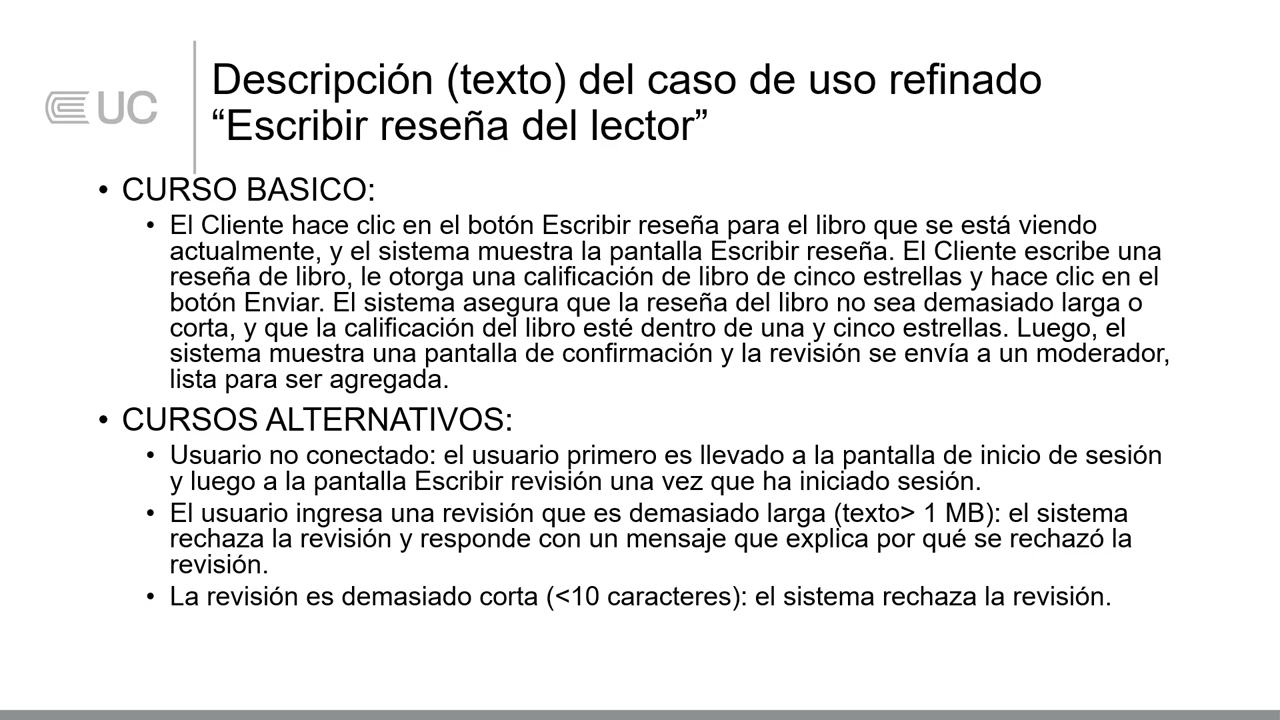 UC
Descripción (texto) del caso de uso refinado
“Escribir reseña del lector”
• CURSO BASICO:
• El Cliente hace clic en el botón Escribir reseña para el libro que se está viendo
actualmente, y el sistema muestra la pantalla Escribir reseña. El Cliente escribe una
reseña de libro, le otorga una calificación de libro de cinco estrellas y hace clic en el
botón Enviar. El sistema asegura que la reseña del libro no sea demasiado larga o
corta, y que la calificación del libro esté dentro de una y cinco estrellas. Luego, el
sistema muestra una pantalla de confirmación y la revisión se envía a un moderador,
lista para ser agregada.
• CURSOS ALTERNATIVOS:
• Usuario no conectado: el usuario primero es llevado a la pantalla de inicio de sesión
y luego a la pantalla Escribir revisión una vez que ha iniciado sesión.
• El usuario ingresa una revisión que es demasiado larga (texto> 1 MB): el sistema
rechaza la revisión y responde con un mensaje que explica por qué se rechazó la
revisión.
• La revisión es demasiado corta (<10 caracteres): el sistema rechaza la revisión.